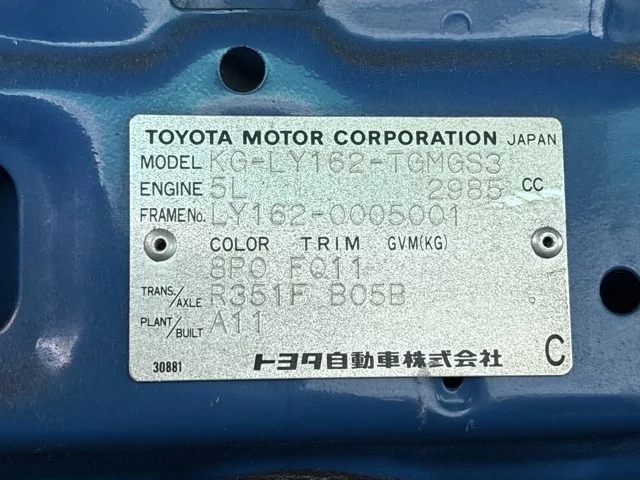 TOYOTA MOTOR CORPORATION JAPAN
MODEL KG-LY162-TGMGS3
ENGINE 5L 2985 CC
FRAME No. LY162-0005001
COLOR TRIM GVM(KG)
8P0 FQ11
TRANS./AXLE R351F B05B
PLANT/BUILT A11
30881 トヨタ自動車株式会社 C